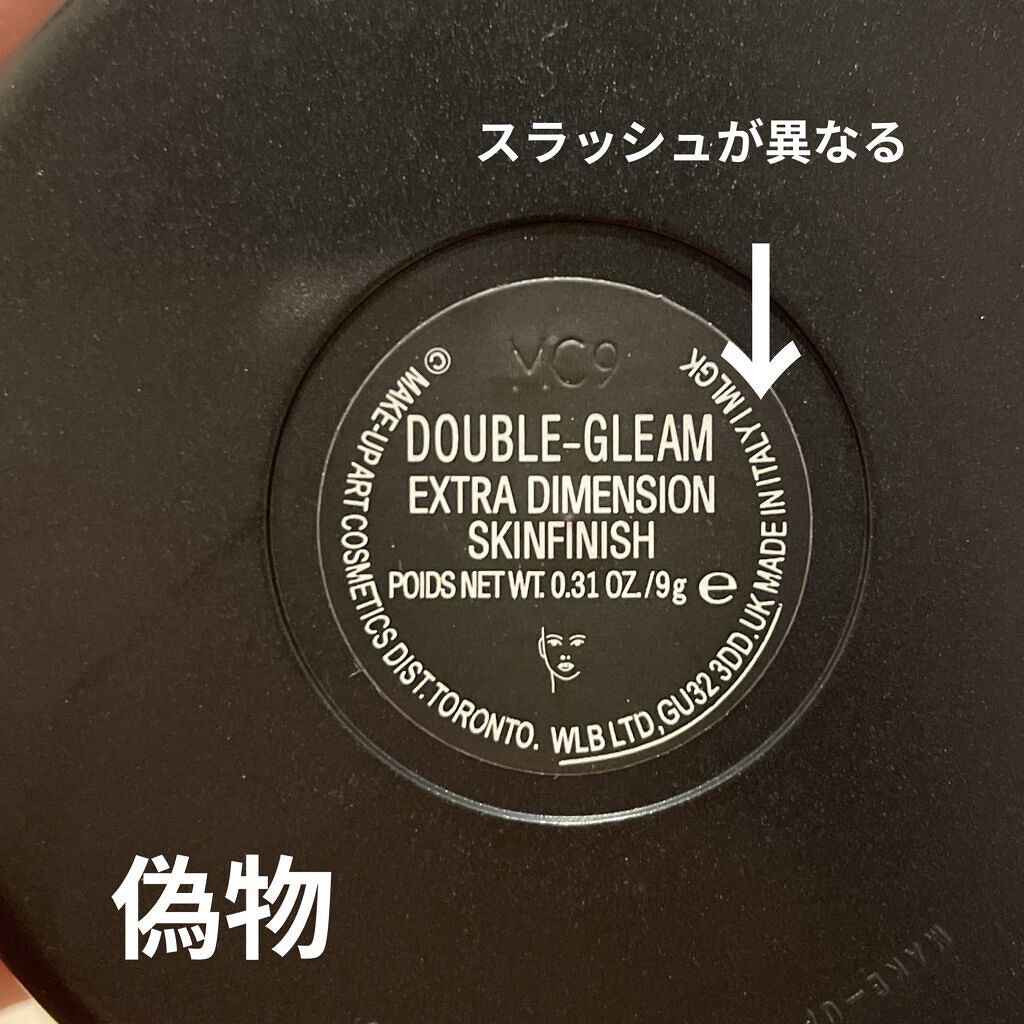 スラッシュが異なる
MC9
DOUBLE-GLEAM
EXTRA DIMENSION
SKINFINISH
POIDS NET WT. 0.31 OZ./9g e
© MAKE-UP ART COSMETICS DIST.TORONTO. WLB LTD,GU32 3DD.UK MADE IN ITALY I MLGK
偽物
MAKE-U